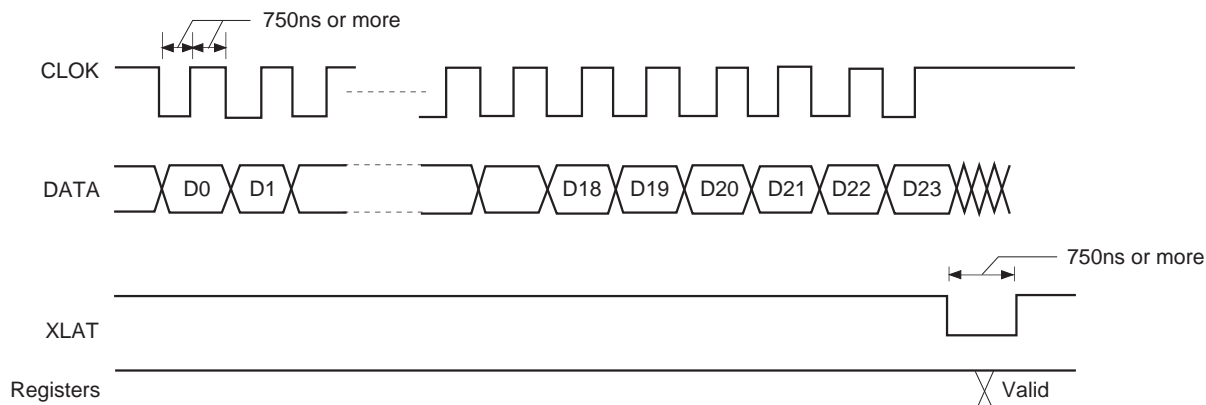 750ns or more
CLOK
DATA
D0 D1 D18 D19 D20 D21 D22 D23
750ns or more
XLAT
Registers
Valid